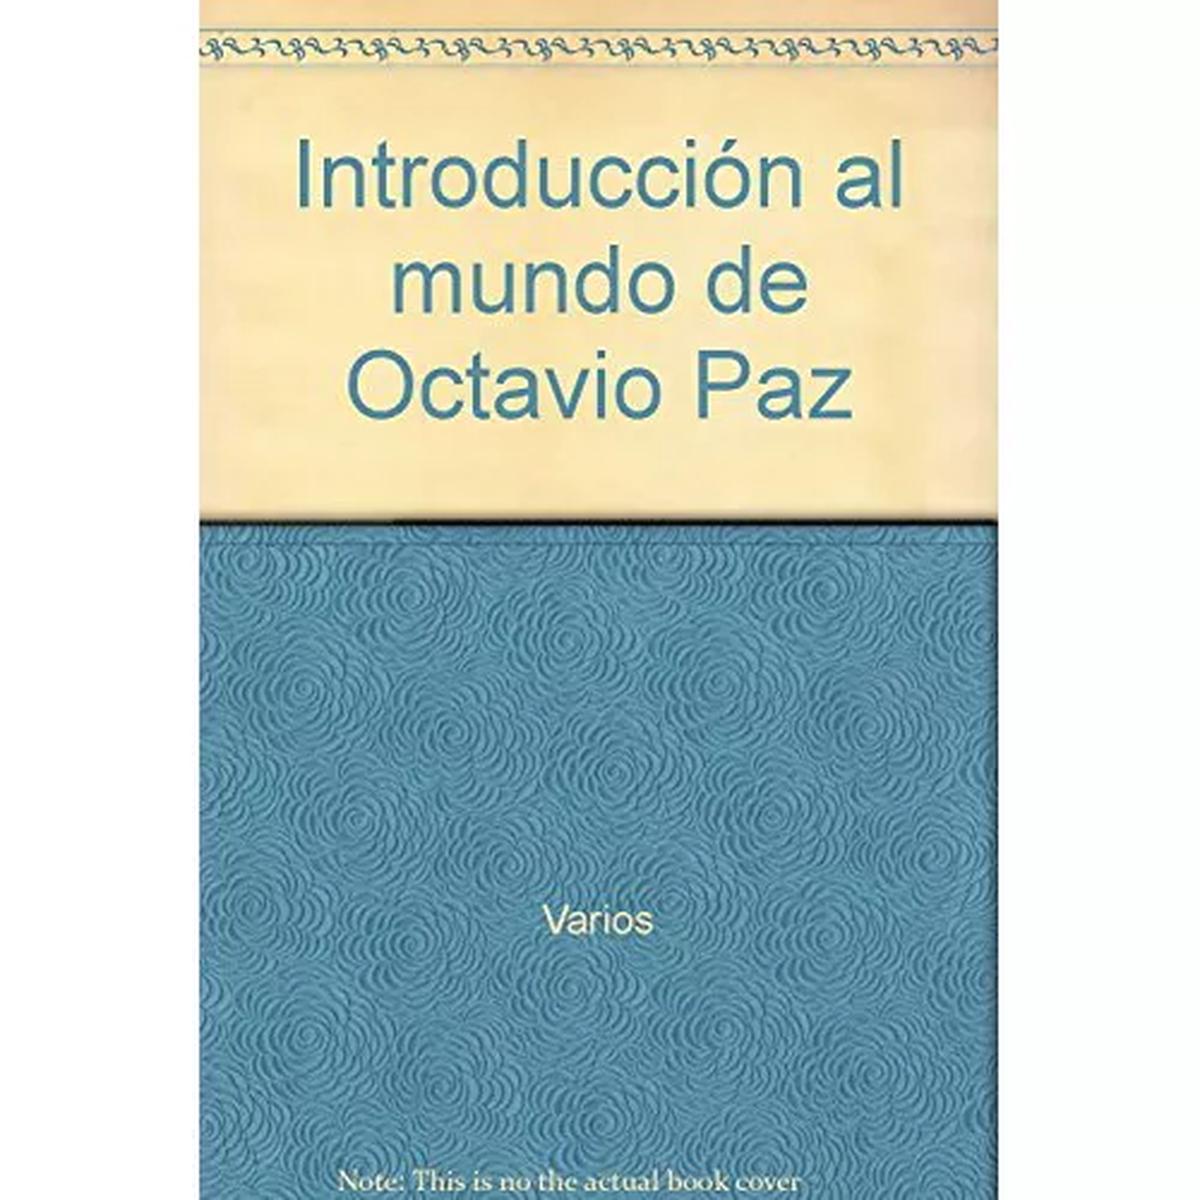 Introducción al
mundo de
Octavio Paz
Varios
Note: This is no the actual book cover